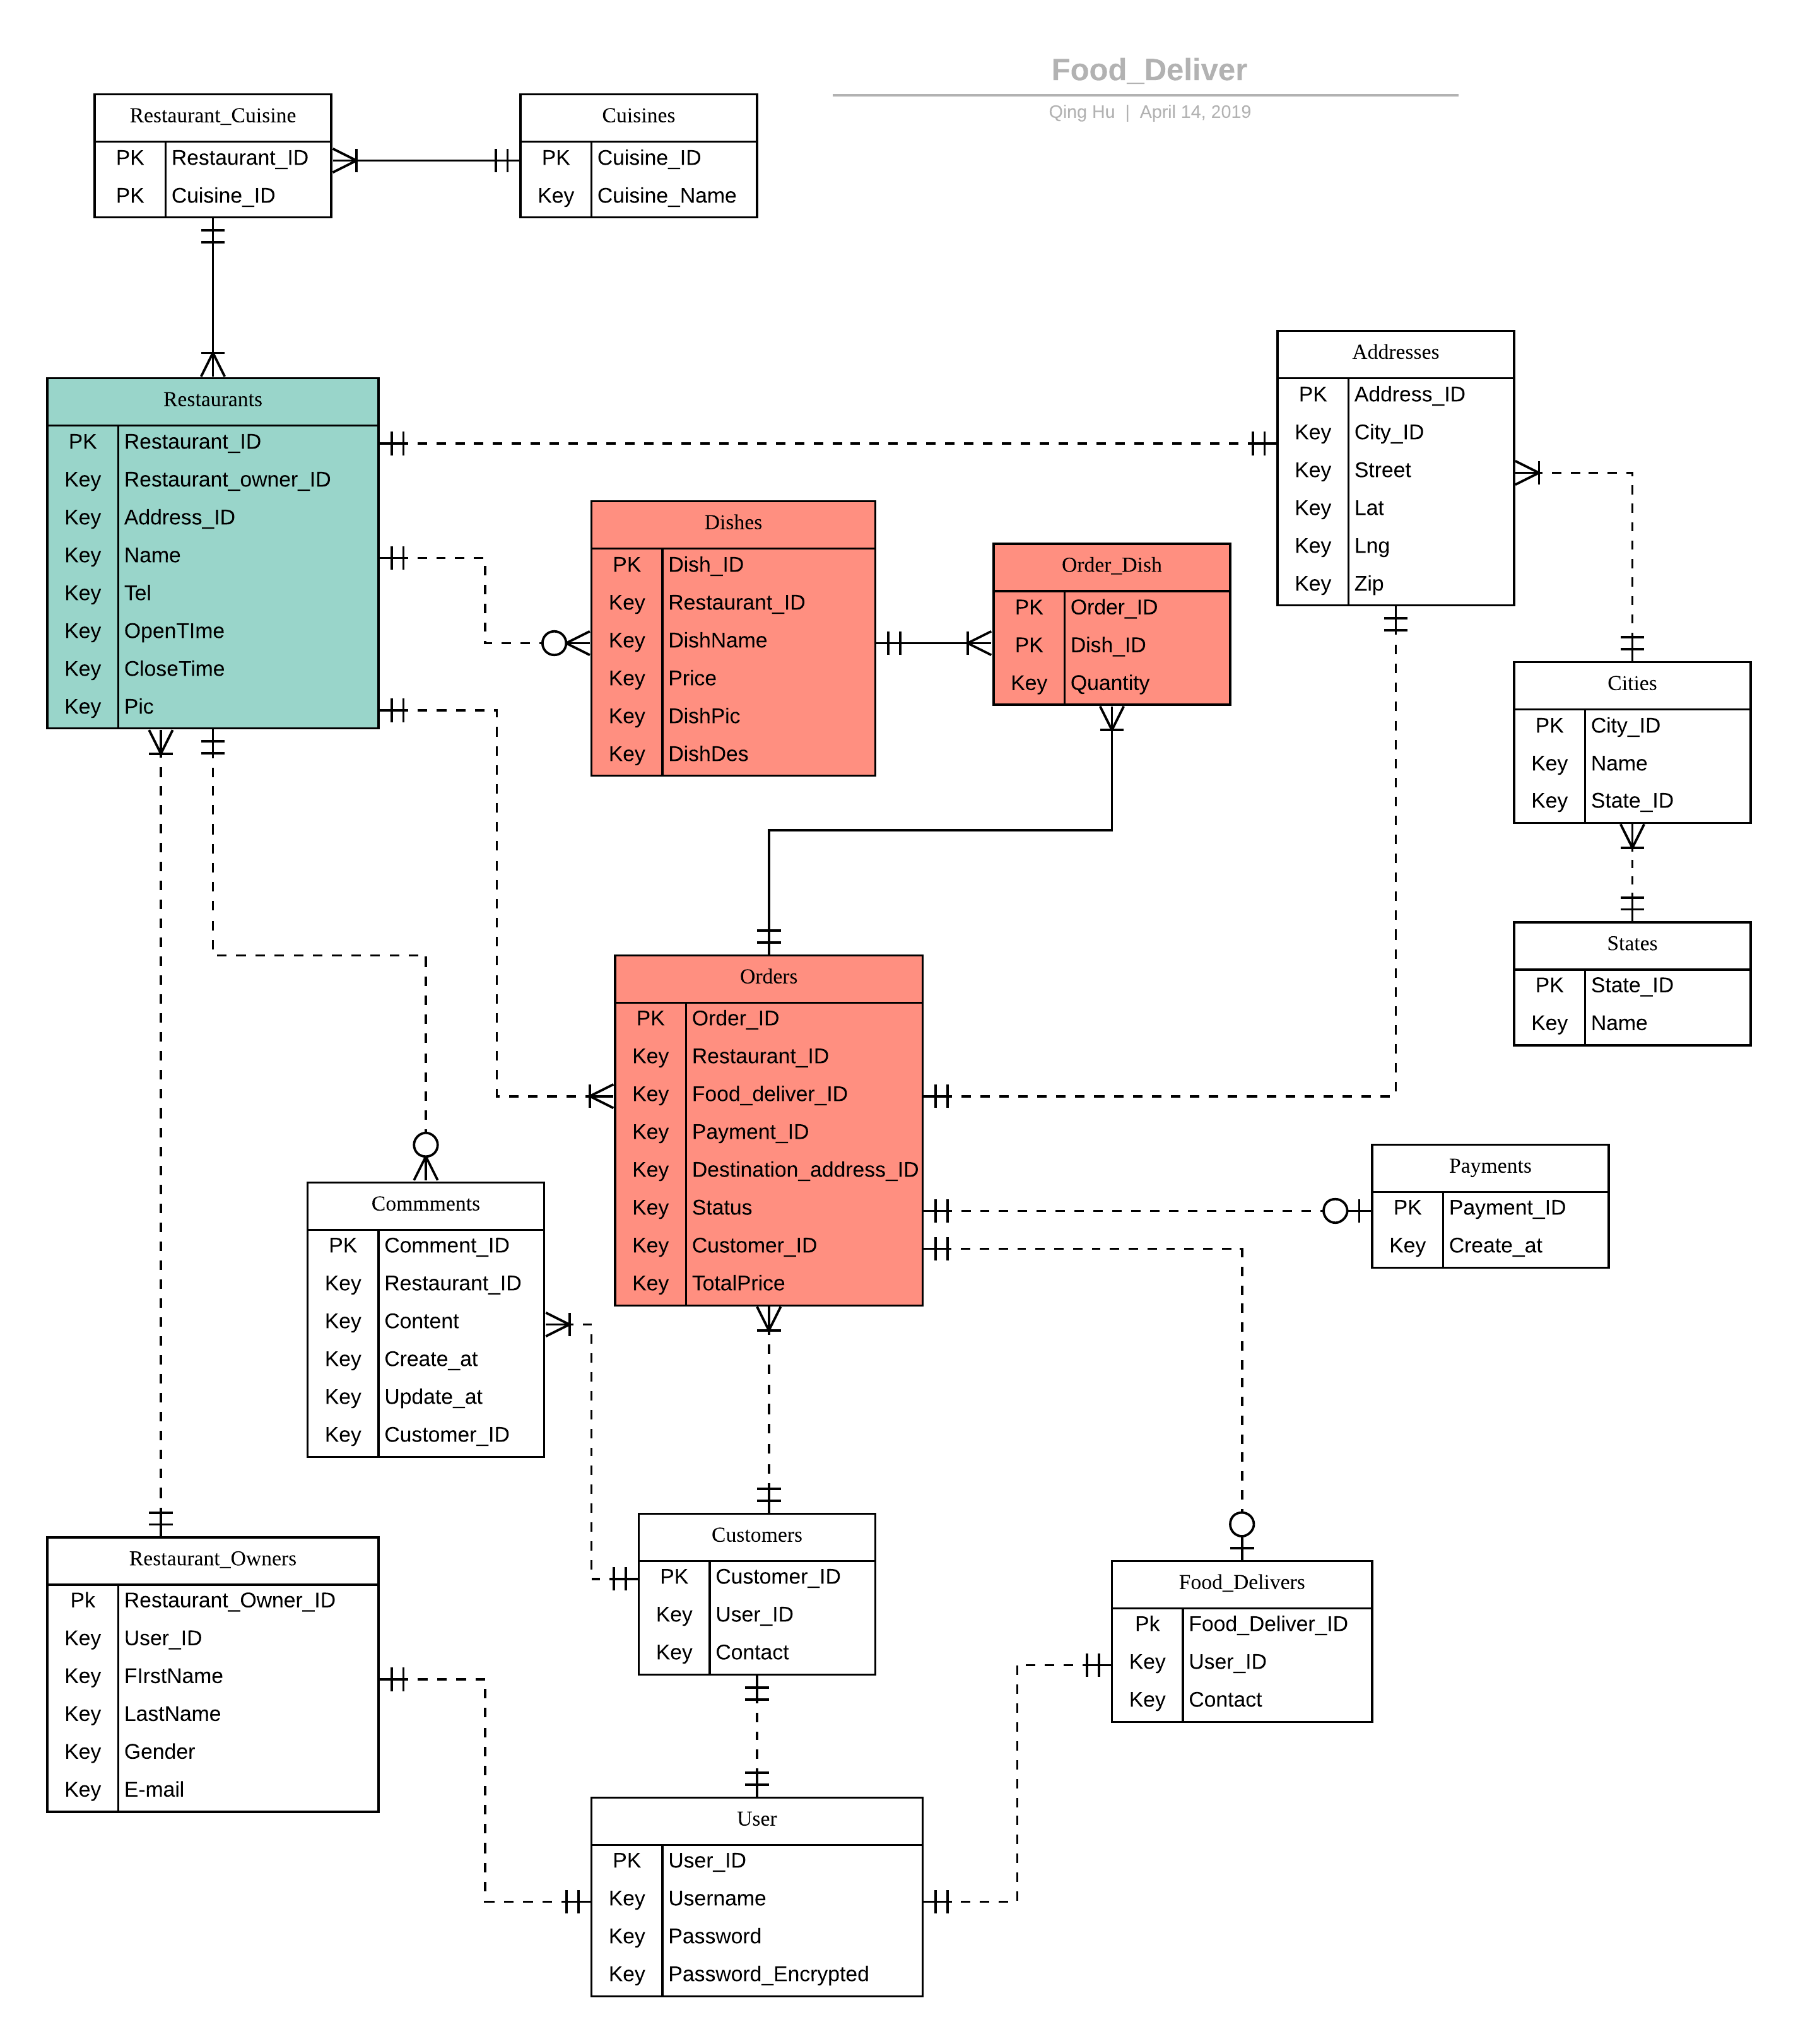 Food_Deliver
Qing Hu | April 14, 2019
Restaurant_Cuisine
PK Restaurant_ID
PK Cuisine_ID
Cuisines
PK Cuisine_ID
Key Cuisine_Name
Restaurants
PK Restaurant_ID
Key Restaurant_owner_ID
Key Address_ID
Key Name
Key Tel
Key OpenTIme
Key CloseTime
Key Pic
Dishes
PK Dish_ID
Key Restaurant_ID
Key DishName
Key Price
Key DishPic
Key DishDes
Order_Dish
PK Order_ID
PK Dish_ID
Key Quantity
Addresses
PK Address_ID
Key City_ID
Key Street
Key Lat
Key Lng
Key Zip
Cities
PK City_ID
Key Name
Key State_ID
States
PK State_ID
Key Name
Orders
PK Order_ID
Key Restaurant_ID
Key Food_deliver_ID
Key Payment_ID
Key Destination_address_ID
Key Status
Key Customer_ID
Key TotalPrice
Payments
PK Payment_ID
Key Create_at
Commments
PK Comment_ID
Key Restaurant_ID
Key Content
Key Create_at
Key Update_at
Key Customer_ID
Restaurant_Owners
Pk Restaurant_Owner_ID
Key User_ID
Key FIrstName
Key LastName
Key Gender
Key E-mail
Customers
PK Customer_ID
Key User_ID
Key Contact
Food_Delivers
Pk Food_Deliver_ID
Key User_ID
Key Contact
User
PK User_ID
Key Username
Key Password
Key Password_Encrypted